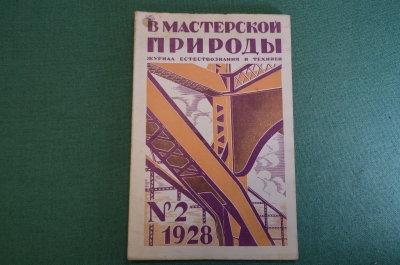 В МАСТЕРСКОЙ
ПРИРОДЫ
ЖУРНАЛ ЕСТЕСТВОЗНАНИЯ И ТЕХНИКИ
№2
1928